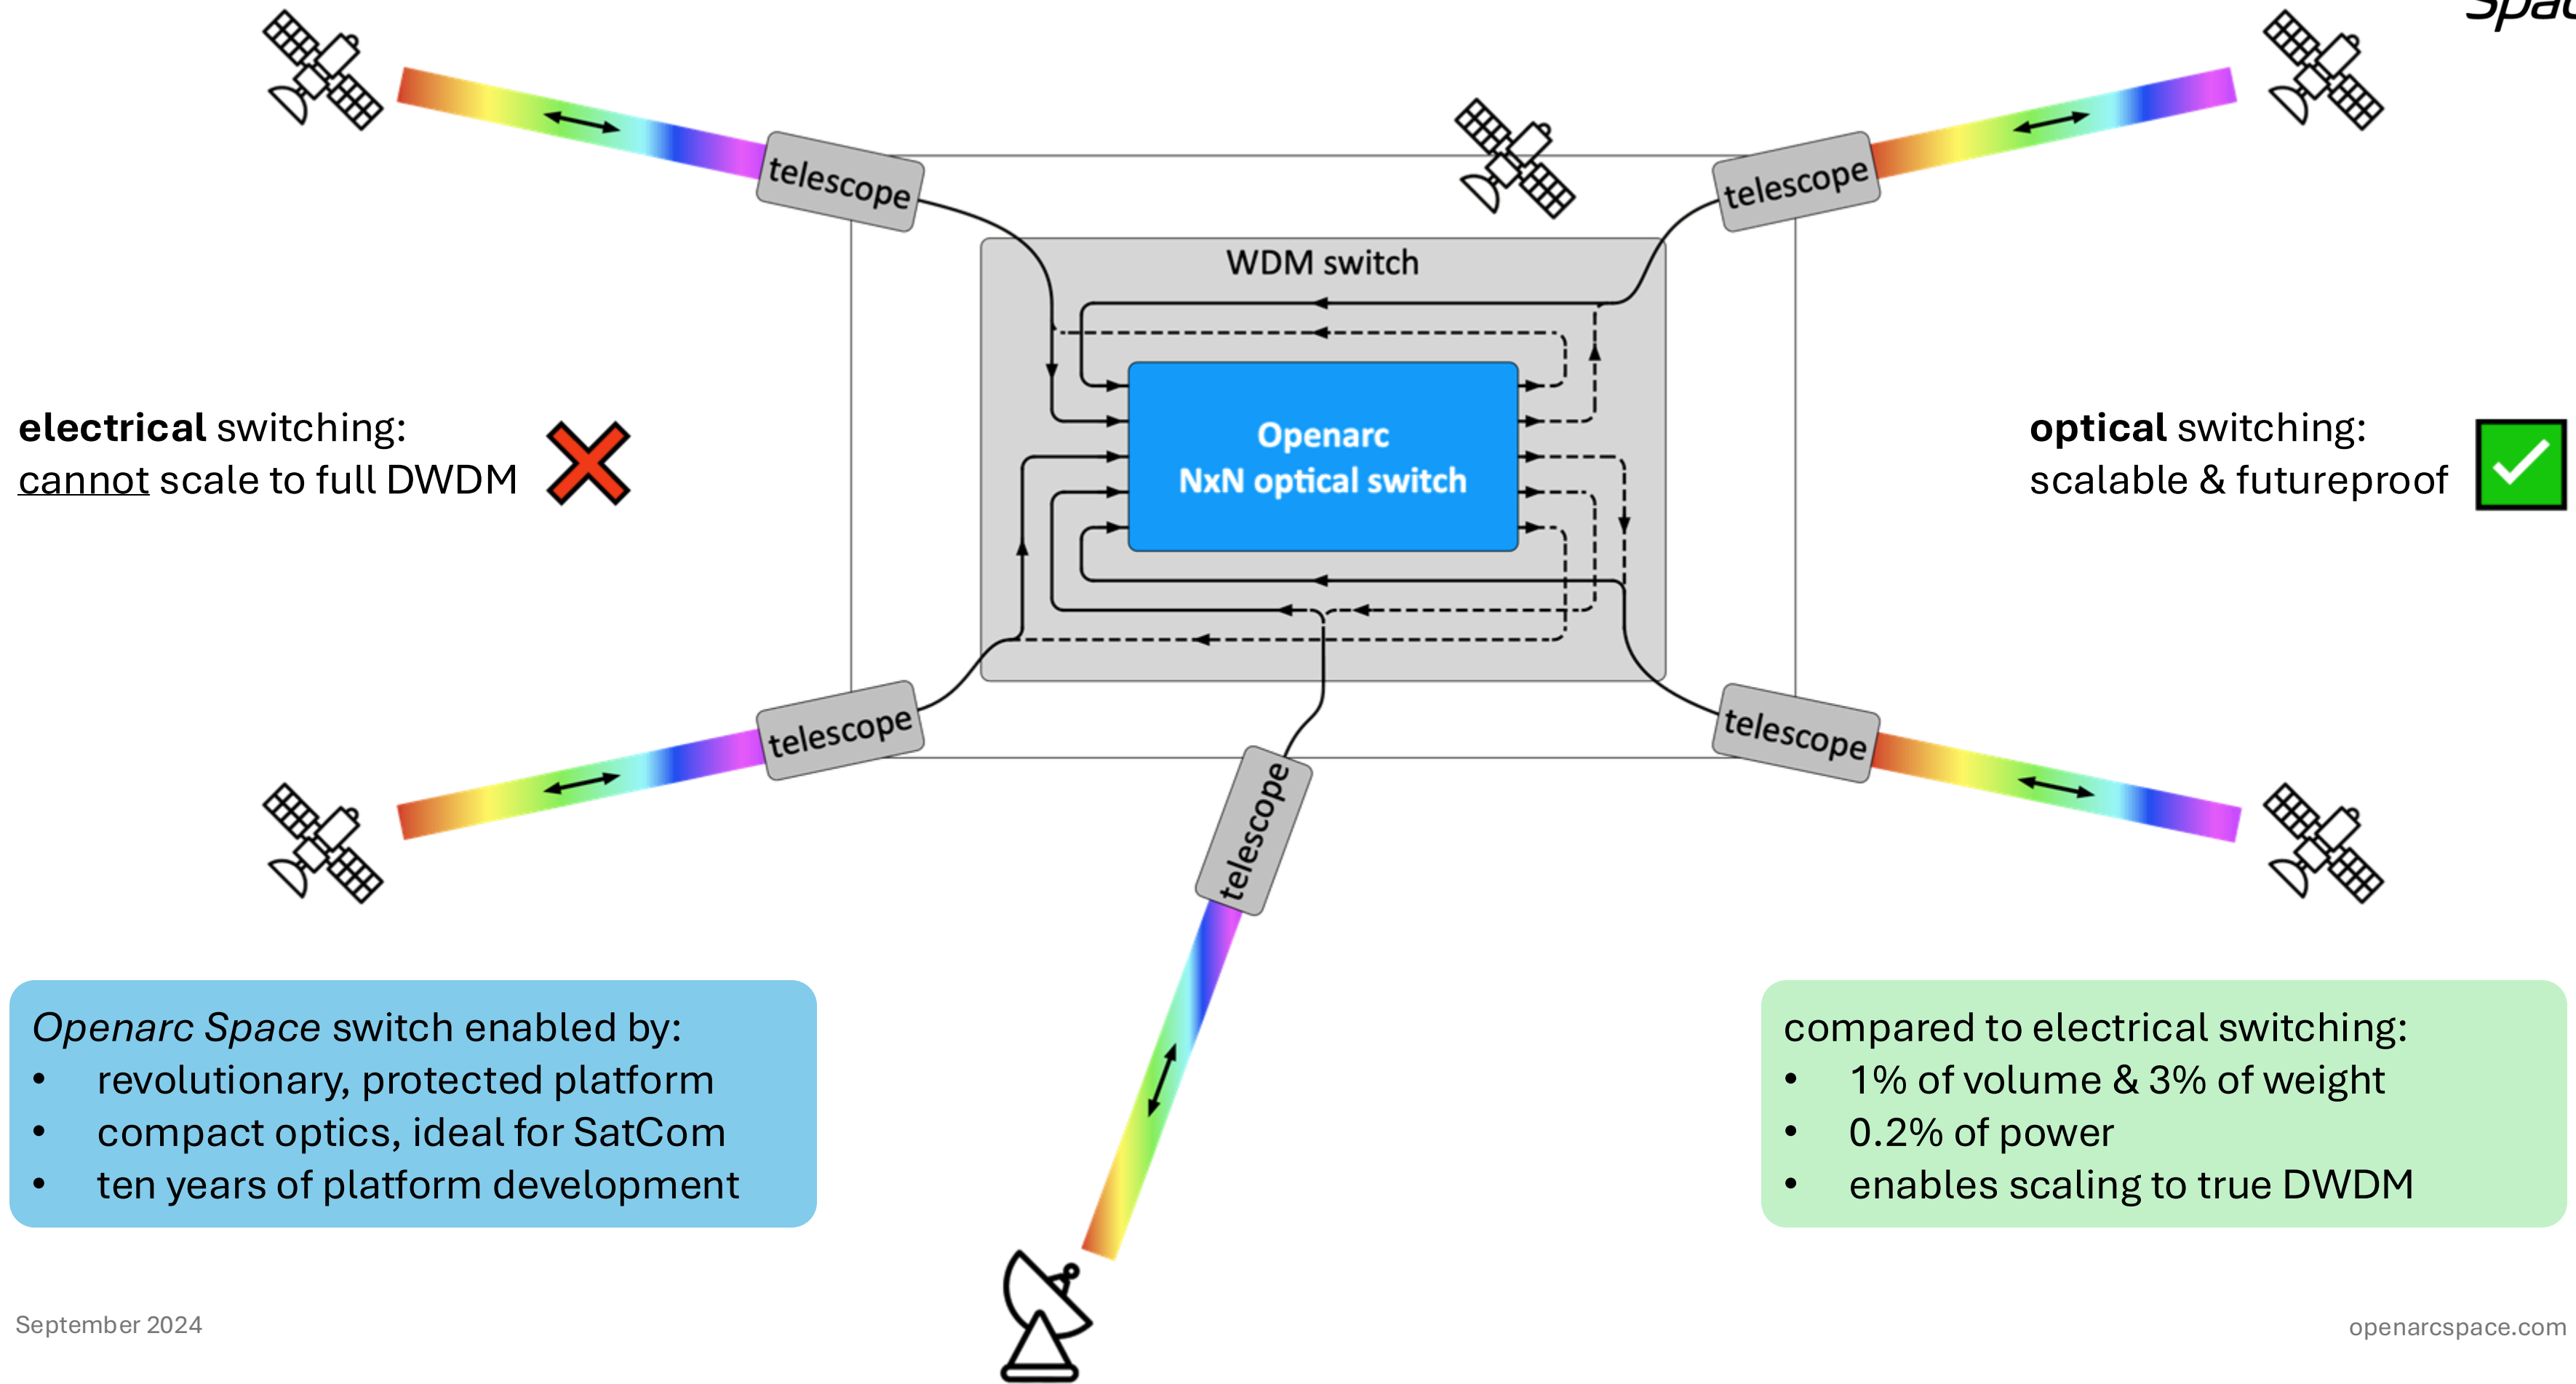 telescope
telescope
WDM switch
electrical switching:
cannot scale to full DWDM
Openarc
NxN optical switch
optical switching:
scalable & futureproof
telescope
telescope
telescope
Openarc Space switch enabled by:
• revolutionary, protected platform
• compact optics, ideal for SatCom
• ten years of platform development
compared to electrical switching:
• 1% of volume & 3% of weight
• 0.2% of power
• enables scaling to true DWDM
September 2024
openarcspace.com